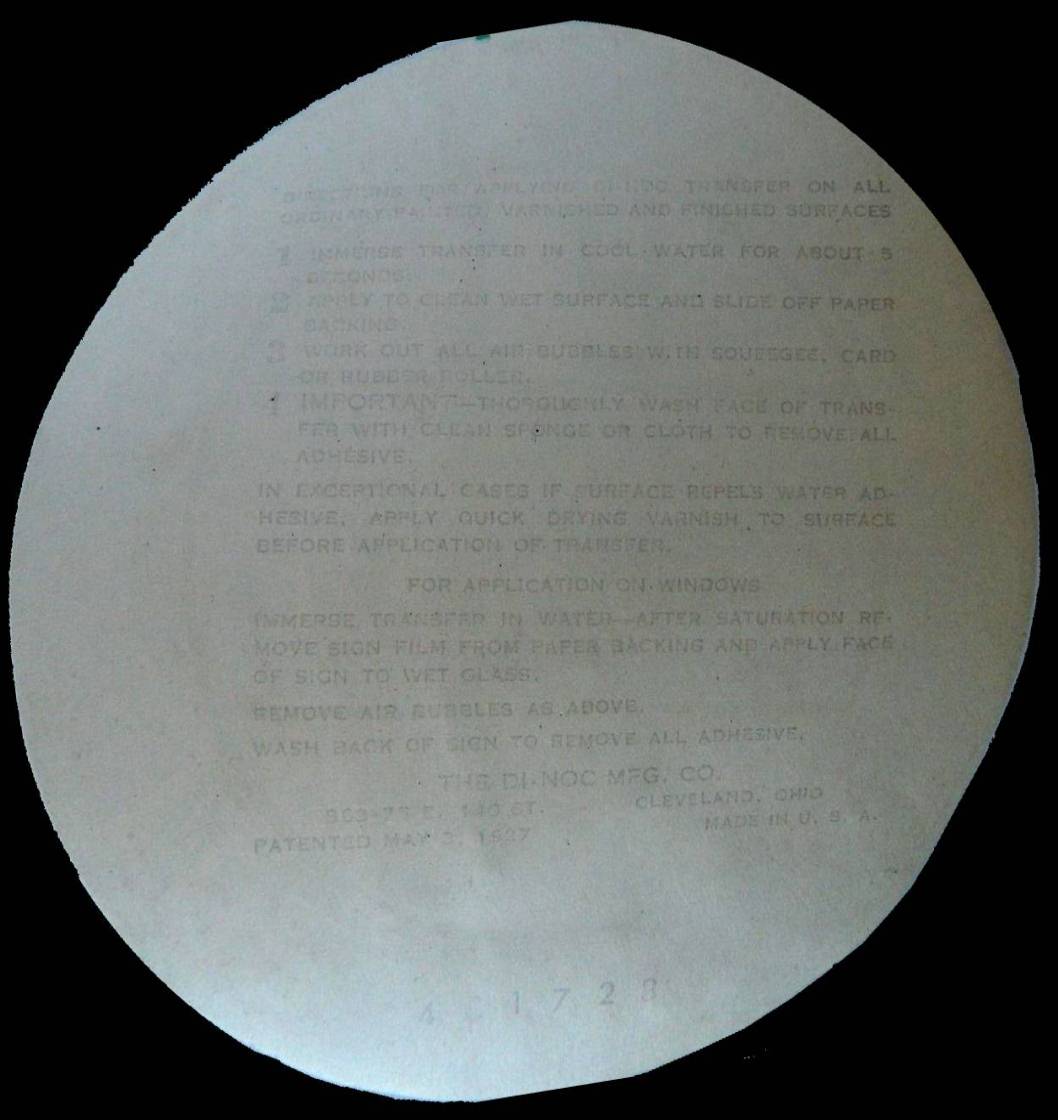 DIRECTIONS FOR APPLYING DI-NOC TRANSFER ON ALL
ORDINARY PAINTED, VARNISHED AND FINISHED SURFACES
1 IMMERSE TRANSFER IN COOL WATER FOR ABOUT 5
SECONDS.
2 APPLY TO CLEAN WET SURFACE AND SLIDE OFF PAPER
BACKING.
3 WORK OUT ALL AIR BUBBLES WITH SQUEEGEE, CARD
OR RUBBER ROLLER.
4 IMPORTANT—THOROUGHLY WASH FACE OF TRANS-
FER WITH CLEAN SPONGE OR CLOTH TO REMOVE ALL
ADHESIVE.
IN EXCEPTIONAL CASES IF SURFACE REPELS WATER AD-
HESIVE, APPLY QUICK DRYING VARNISH TO SURFACE
BEFORE APPLICATION OF TRANSFER.
FOR APPLICATION ON WINDOWS
IMMERSE TRANSFER IN WATER—AFTER SATURATION RE-
MOVE SIGN FILM FROM PAPER BACKING AND APPLY FACE
OF SIGN TO WET GLASS.
REMOVE AIR BUBBLES AS ABOVE.
WASH BACK OF SIGN TO REMOVE ALL ADHESIVE.
THE DI-NOC MFG. CO.
E. 140 ST. CLEVELAND, OHIO
PATENTED MAY 3, 1927 MADE IN U. S. A.
1 7 2 8